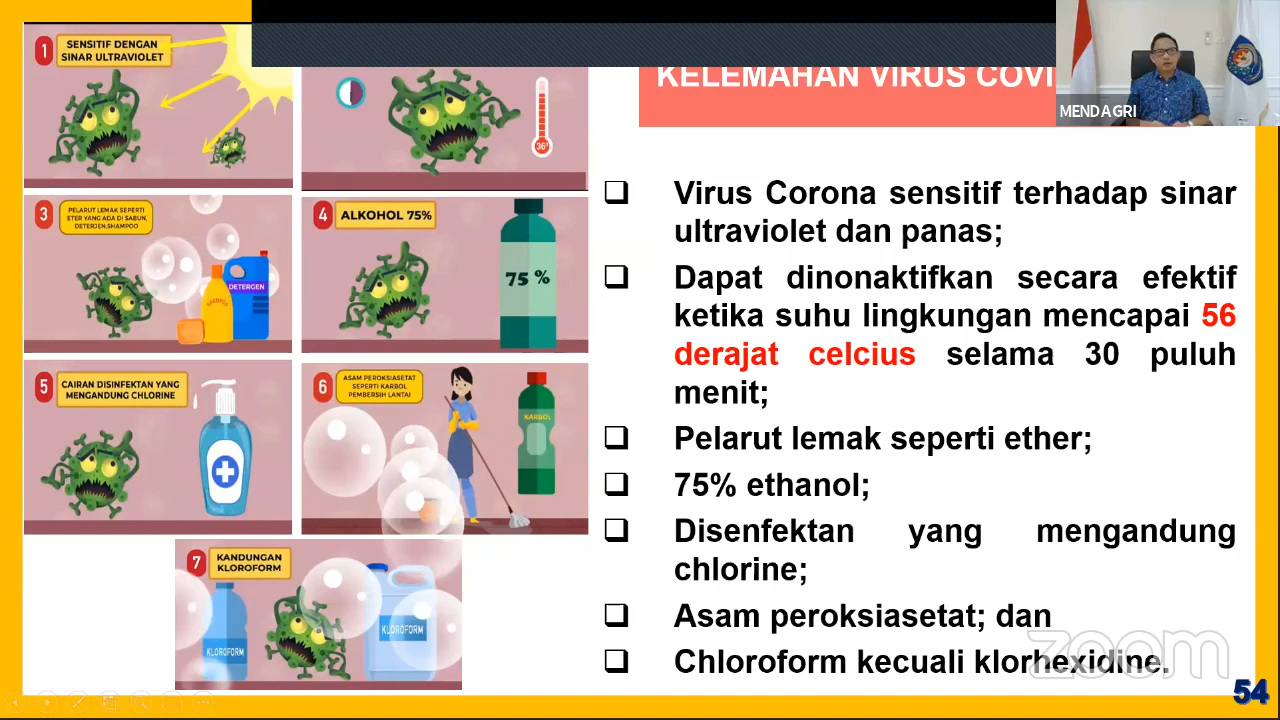 1
SENSITIF DENGAN
SINAR ULTRAVIOLET
36°
3
PELARUT LEMAK SEPERTI
ETER YANG ADA DI SABUN,
DETERJEN,SHAMPOO
SHAMPOO
DETERGEN
4
ALKOHOL 75%
75 %
5
CAIRAN DISINFEKTAN YANG
MENGANDUNG CHLORINE
6
ASAM PEROKSIASETAT
SEPERTI KARBOL
PEMBERSIH LANTAI
KARBOL
7
KANDUNGAN
KLOROFORM
KLOROFORM
KLOROFORM
KELEMAHAN VIRUS COVI
MENDAGRI
Virus Corona sensitif terhadap sinar
ultraviolet dan panas;
Dapat dinonaktifkan secara efektif
ketika suhu lingkungan mencapai 56
derajat celcius selama 30 puluh
menit;
Pelarut lemak seperti ether;
75% ethanol;
Disenfektan yang mengandung
chlorine;
Asam peroksiasetat; dan
Chloroform kecuali klorhexidine.
zoom
54